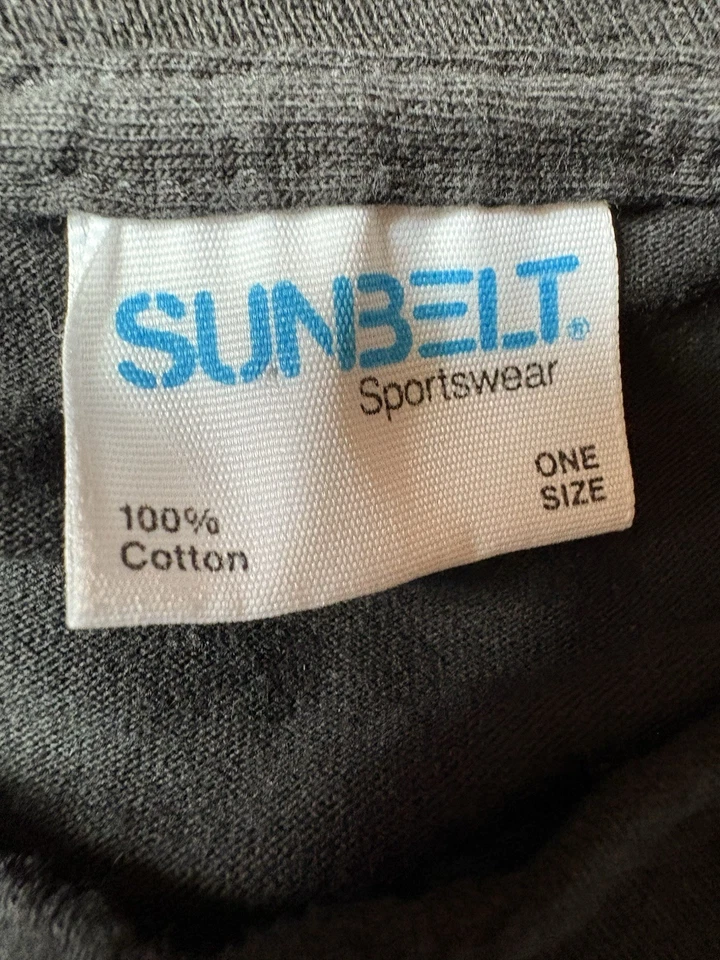 SUNBELT®
Sportswear
ONE
SIZE
100%
Cotton